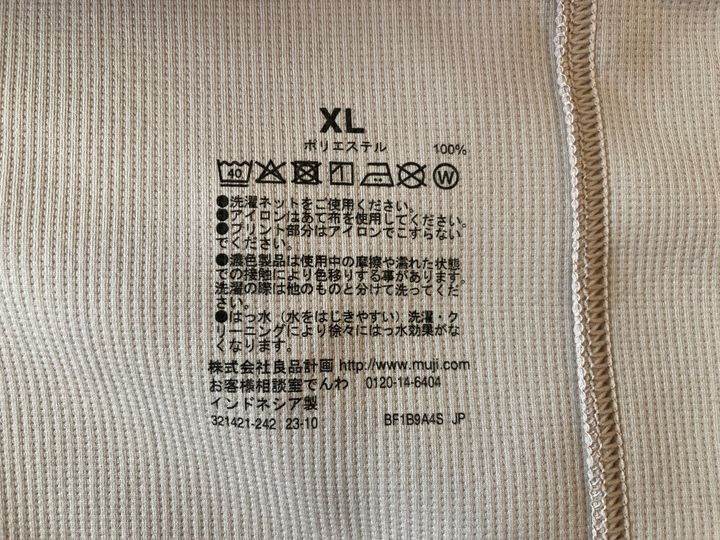 XL
ポリエステル 100%
40 W
●洗濯ネットをご使用ください。
●アイロンはあて布を使用してください。
●プリント部分はアイロンでこすらない
でください。
●濃色製品は使用中の摩擦や濡れた状態
での接触により色移りする事があります。
洗濯の際は他のものと分けて洗ってくだ
さい。
●はっ水(水をはじきやすい)洗濯・ク
リーニングにより徐々にはっ水効果がな
くなります。
株式会社良品計画 http://www.muji.com
お客様相談室でんわ 0120-14-6404
インドネシア製
321421-242 23-10 BF1B9A4S JP